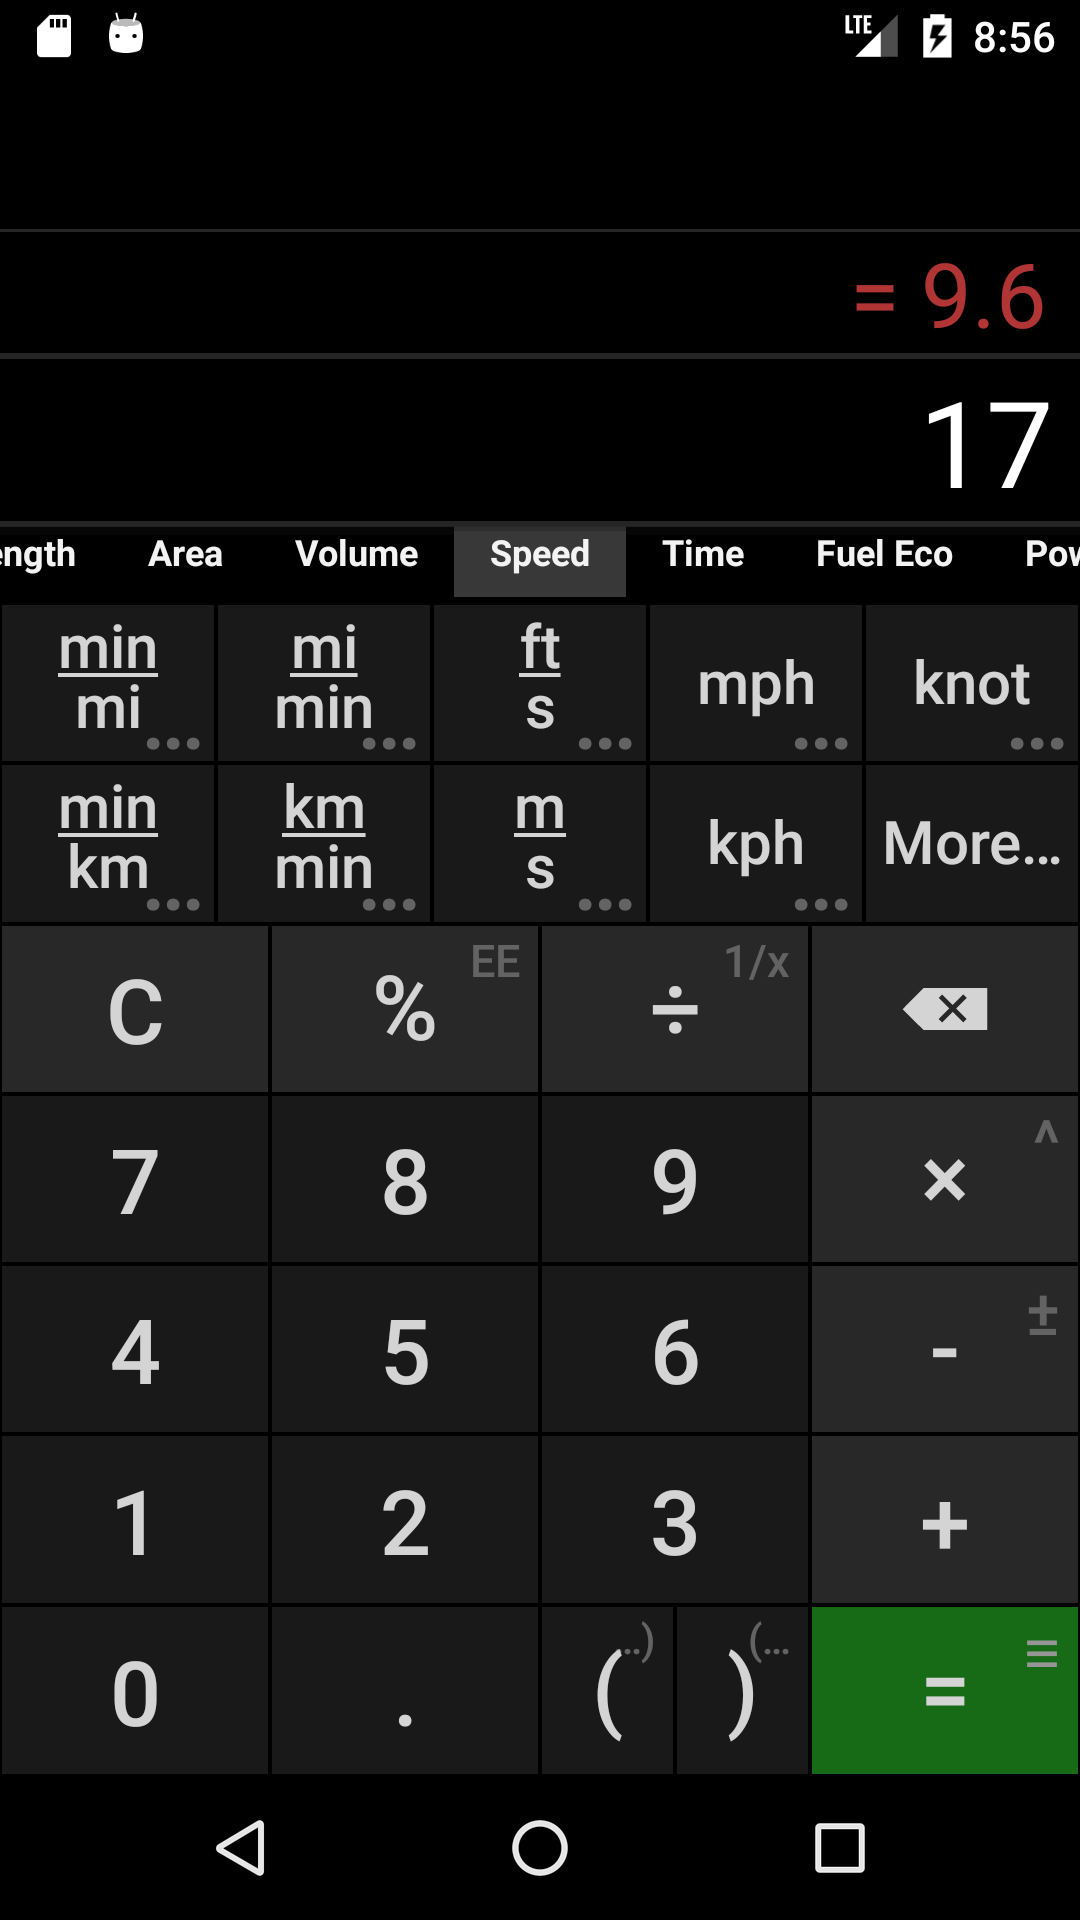 LTE 8:56
= 9.6
17
ength Area Volume Speed Time Fuel Eco Pow
min
mi
mi
min
ft
s
mph
knot
min
km
km
min
m
s
kph
More...
C % EE ÷ 1/x
7 8 9 × ^
4 5 6 - ±
1 2 3 +
0 . ( ..) ) (... =